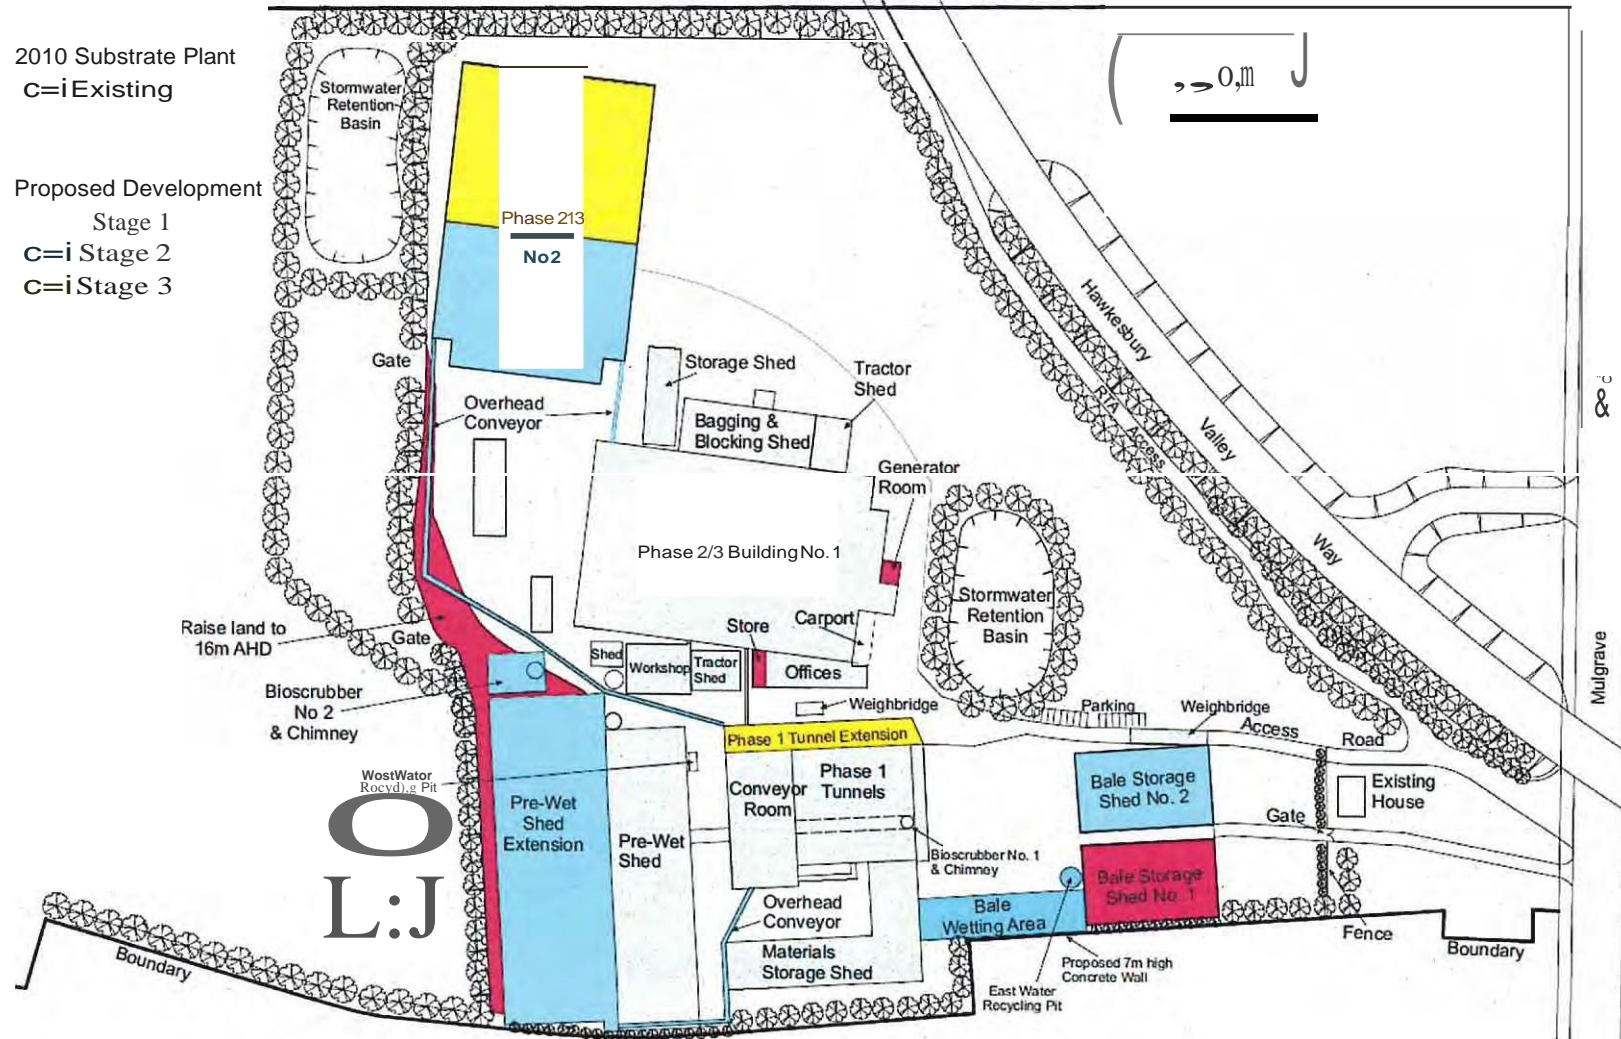 2010 Substrate Plant
c=i Existing
Proposed Development
Stage 1
c=i Stage 2
c=i Stage 3
Stormwater
Retention
Basin
Phase 213
No2
Gate
Overhead
Conveyor
Storage Shed
Tractor
Shed
Bagging &
Blocking Shed
Generator
Room
Phase 2/3 Building No. 1
Hawkesbury
Valley
Way
RTA Access
Mulgrave
Stormwater
Retention
Basin
Raise land to
16m AHD
Gate
Bioscrubber
No 2
& Chimney
Shed
Workshop
Tractor
Shed
Store
Carport
Offices
Weighbridge
Parking
Weighbridge
Access
Road
Phase 1 Tunnel Extension
WostWator
Rocyd),g Pit
O
L:J
Pre-Wet
Shed
Extension
Pre-Wet
Shed
Conveyor
Room
Phase 1
Tunnels
Bale Storage
Shed No. 2
Existing
House
Gate
Bioscrubber No. 1
& Chimney
Bale Storage
Shed No. 1
Bale
Wetting Area
Overhead
Conveyor
Materials
Storage Shed
East Water
Recycling Pit
Proposed 7m high
Concrete Wall
Fence
Boundary
Boundary